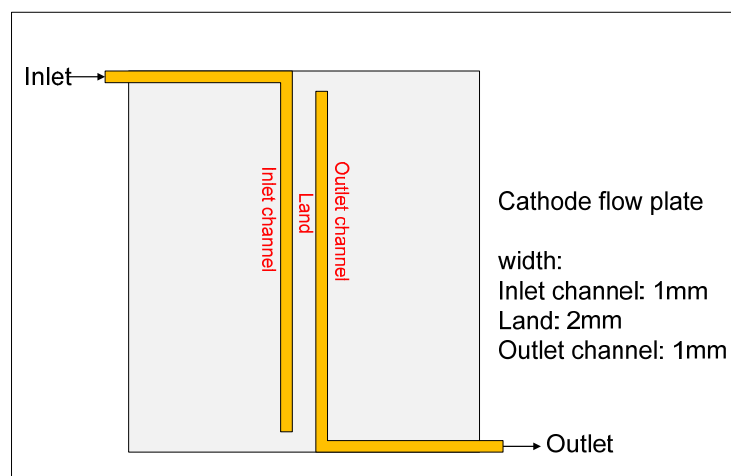 Inlet
Inlet channel
Land
Outlet channel
Cathode flow plate
width:
Inlet channel: 1mm
Land: 2mm
Outlet channel: 1mm
Outlet